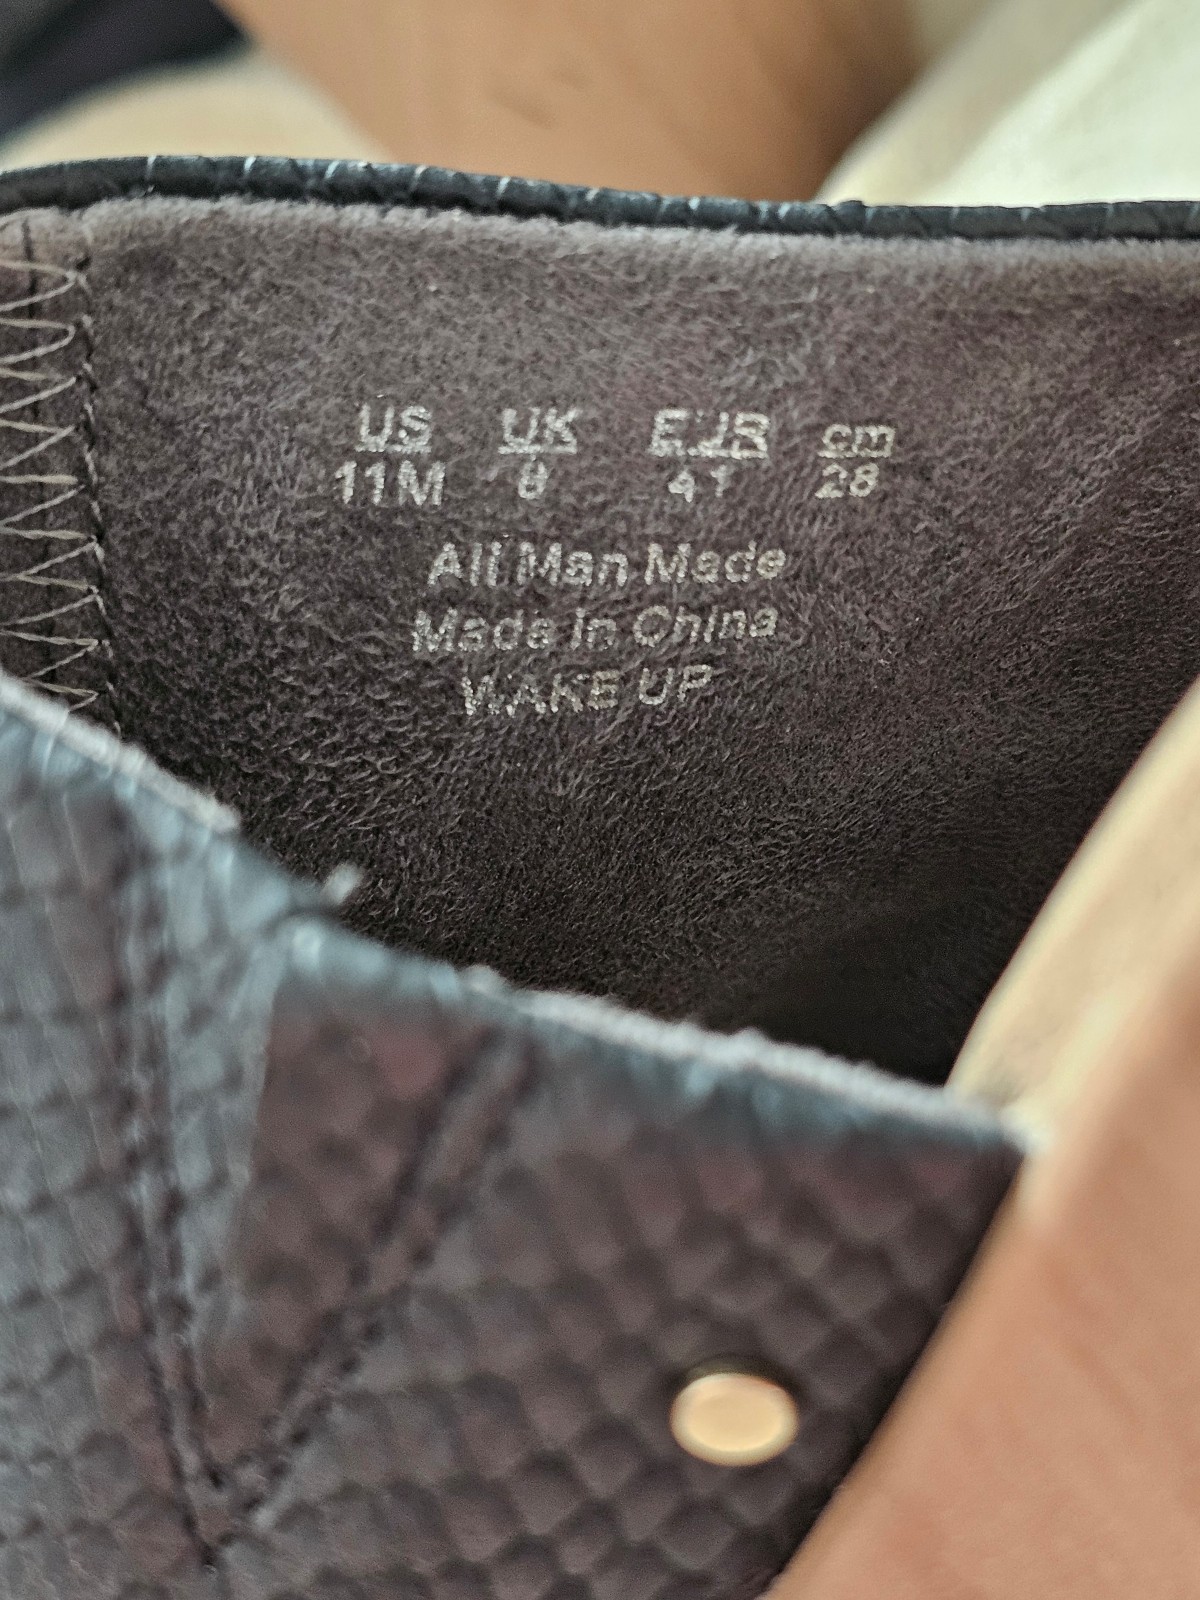 US UK EUR cm
11M 8 41 28
All Man Made
Made in China
WAKE UP